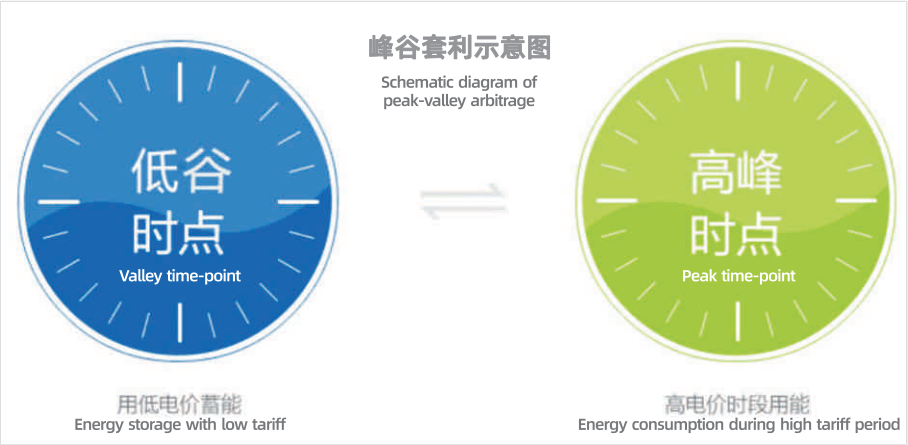 峰谷套利示意图
Schematic diagram of
peak-valley arbitrage
低谷
时点
Valley time-point
高峰
时点
Peak time-point
用低电价蓄能
Energy storage with low tariff
高电价时段用能
Energy consumption during high tariff period